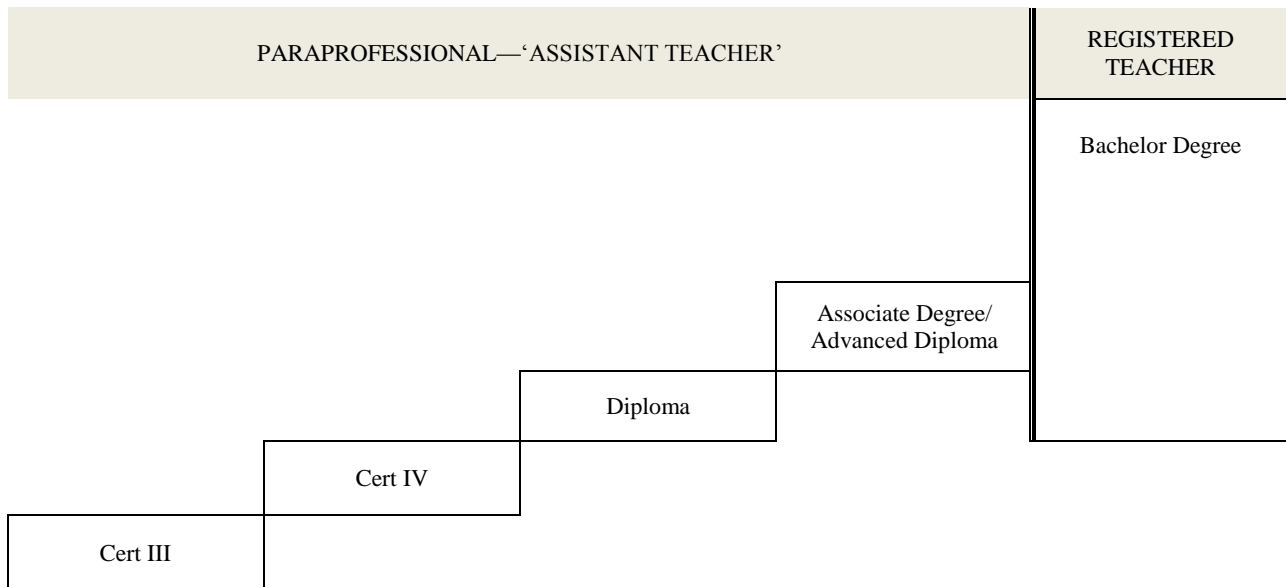 PARAPROFESSIONAL—‘ASSISTANT TEACHER’
REGISTERED
TEACHER
Bachelor Degree
Associate Degree/
Advanced Diploma
Diploma
Cert IV
Cert III